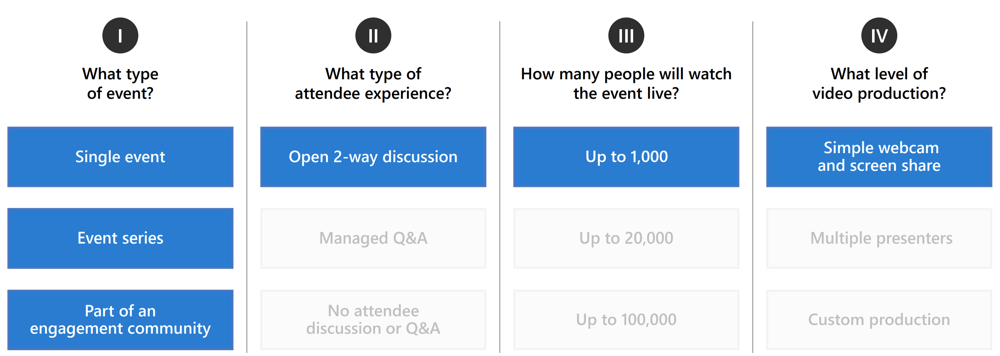 I
What type
of event?
Single event
Event series
Part of an
engagement community
II
What type of
attendee experience?
Open 2-way discussion
Managed Q&A
No attendee
discussion or Q&A
III
How many people will watch
the event live?
Up to 1,000
Up to 20,000
Up to 100,000
IV
What level of
video production?
Simple webcam
and screen share
Multiple presenters
Custom production